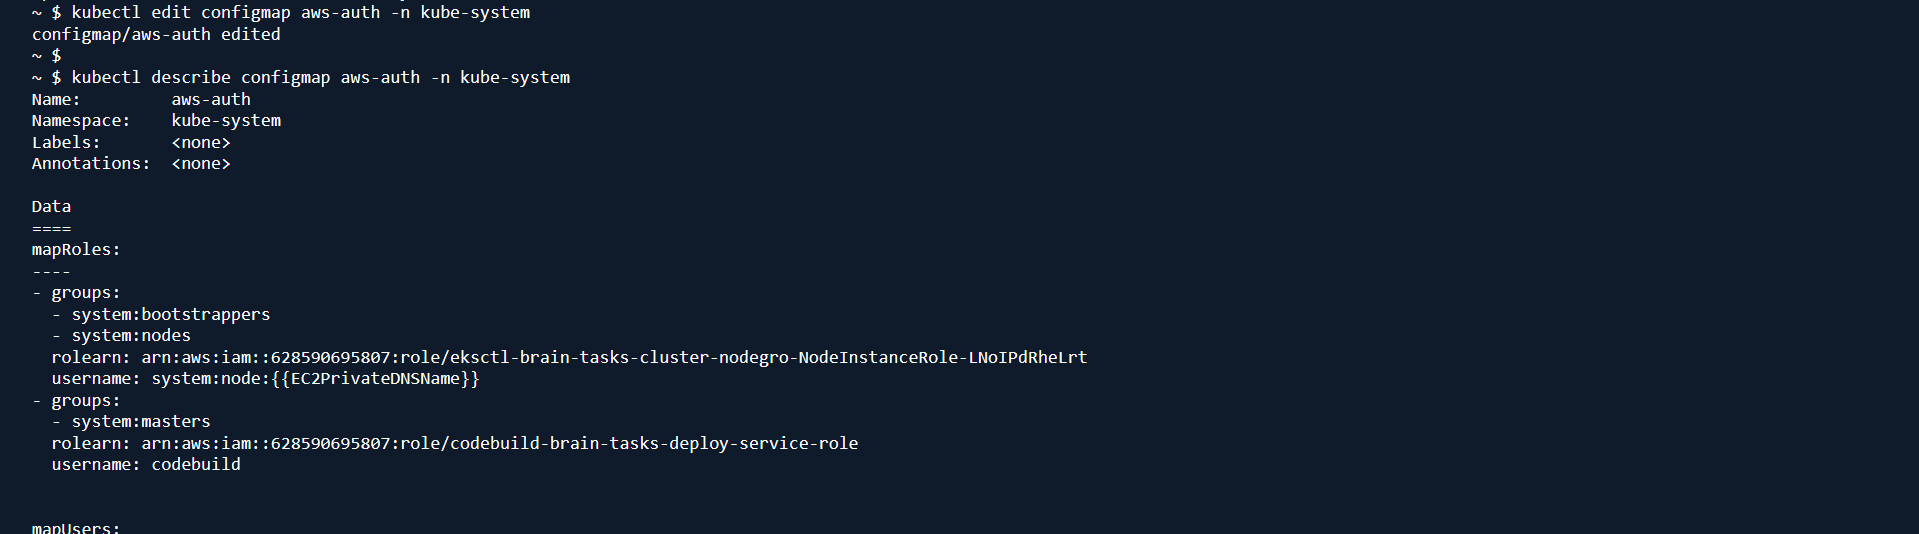 ~ $ kubectl edit configmap aws-auth -n kube-system
configmap/aws-auth edited
~ $
~ $ kubectl describe configmap aws-auth -n kube-system
Name:         aws-auth
Namespace:    kube-system
Labels:       <none>
Annotations:  <none>

Data
====
mapRoles:
----
- groups:
  - system:bootstrappers
  - system:nodes
  rolearn: arn:aws:iam::628590695807:role/eksctl-brain-tasks-cluster-nodegro-NodeInstanceRole-LNoIPdRheLrt
  username: system:node:{{EC2PrivateDNSName}}
- groups:
  - system:masters
  rolearn: arn:aws:iam::628590695807:role/codebuild-brain-tasks-deploy-service-role
  username: codebuild

mapUsers: